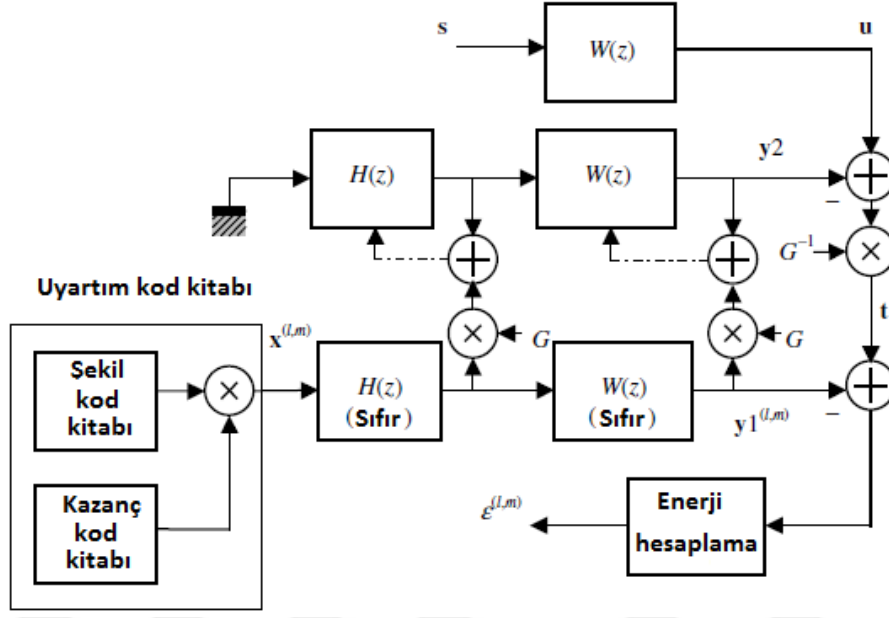 s
W(z)
u
H(z)
W(z)
y2
−
G⁻¹
Uyartım kod kitabı
x^(l,m)
G
G
t
Şekil
kod
kitabı
H(z)
(Sıfır)
W(z)
(Sıfır)
y1^(l,m)
−
Kazanç
kod
kitabı
ε^(l,m)
Enerji
hesaplama